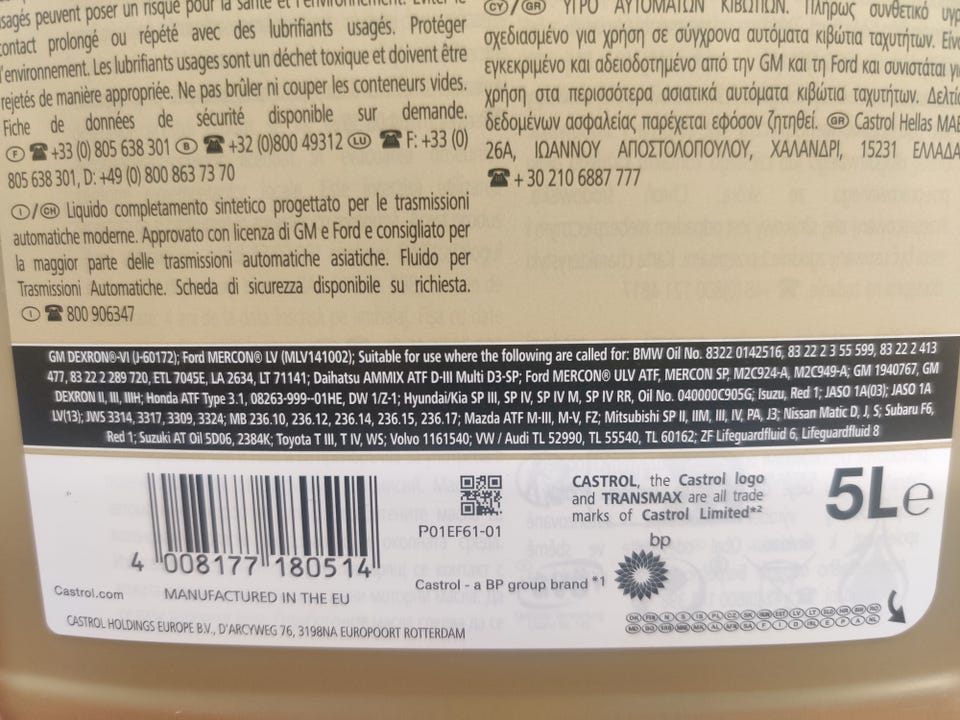 usagés peuvent poser un risque pour la santé et l'environnement. Éviter le
contact prolongé ou répété avec des lubrifiants usagés. Protéger
l'environnement. Les lubrifiants usages sont un déchet toxique et doivent être
rejetés de manière appropriée. Ne pas brûler ni couper les conteneurs vides.
Fiche de données de sécurité disponible sur demande.
F ☎ +33 (0) 805 638 301 B ☎ +32 (0)800 49312 LU ☎ F: +33 (0)
805 638 301, D: +49 (0) 800 863 73 70
I/CH Liquido completamento sintetico progettato per le trasmissioni
automatiche moderne. Approvato con licenza di GM e Ford e consigliato per
la maggior parte delle trasmissioni automatiche asiatiche. Fluido per
Trasmissioni Automatiche. Scheda di sicurezza disponibile su richiesta.
I ☎ 800 906347
CY/GR ΥΓΡΟ ΑΥΤΟΜΑΤΩΝ ΚΙΒΩΤΙΩΝ. Πλήρως συνθετικό υγρ
σχεδιασμένο για χρήση σε σύγχρονα αυτόματα κιβώτια ταχυτήτων. Είνα
εγκεκριμένο και αδειοδοτημένο από την GM και τη Ford και συνιστάται γι
χρήση στα περισσότερα ασιατικά αυτόματα κιβώτια ταχυτήτων. Δελτίο
δεδομένων ασφαλείας παρέχεται εφόσον ζητηθεί. GR Castrol Hellas MAE
26Α, ΙΩΑΝΝΟΥ ΑΠΟΣΤΟΛΟΠΟΥΛΟΥ, ΧΑΛΑΝΔΡΙ, 15231 ΕΛΛΑΔΑ
☎ + 30 210 6887 777
GM DEXRON®-VI (J-60172); Ford MERCON® LV (MLV141002); Suitable for use where the following are called for: BMW Oil No. 8322 0142516, 83 22 2 3 55 599, 83 22 2 413
477, 83 22 2 289 720, ETL 7045E, LA 2634, LT 71141; Daihatsu AMMIX ATF D-III Multi D3-SP; Ford MERCON® ULV ATF, MERCON SP, M2C924-A, M2C949-A; GM 1940767, GM
DEXRON II, III, IIIH; Honda ATF Type 3.1, 08263-999--01HE, DW 1/Z-1; Hyundai/Kia SP III, SP IV, SP IV M, SP IV RR, Oil No. 040000C905G; Isuzu, Red 1; JASO 1A(03); JASO 1A
LV(13); JWS 3314, 3317, 3309, 3324; MB 236.10, 236.12, 236.14, 236.15, 236.17; Mazda ATF M-III, M-V, FZ; Mitsubishi SP II, IIM, III, IV, PA, J3; Nissan Matic D, J, S; Subaru F6,
Red 1; Suzuki AT Oil 5D06, 2384K; Toyota T III, T IV, WS; Volvo 1161540; VW / Audi TL 52990, TL 55540, TL 60162; ZF Lifeguardfluid 6, Lifeguardfluid 8
4 008177 180514
P01EF61-01
CASTROL, the Castrol logo
and TRANSMAX are all trade
marks of Castrol Limited*²
5L℮
bp
Castrol - a BP group brand *1
Castrol.com
MANUFACTURED IN THE EU
CASTROL HOLDINGS EUROPE B.V., D'ARCYWEG 76, 3198NA EUROPOORT ROTTERDAM